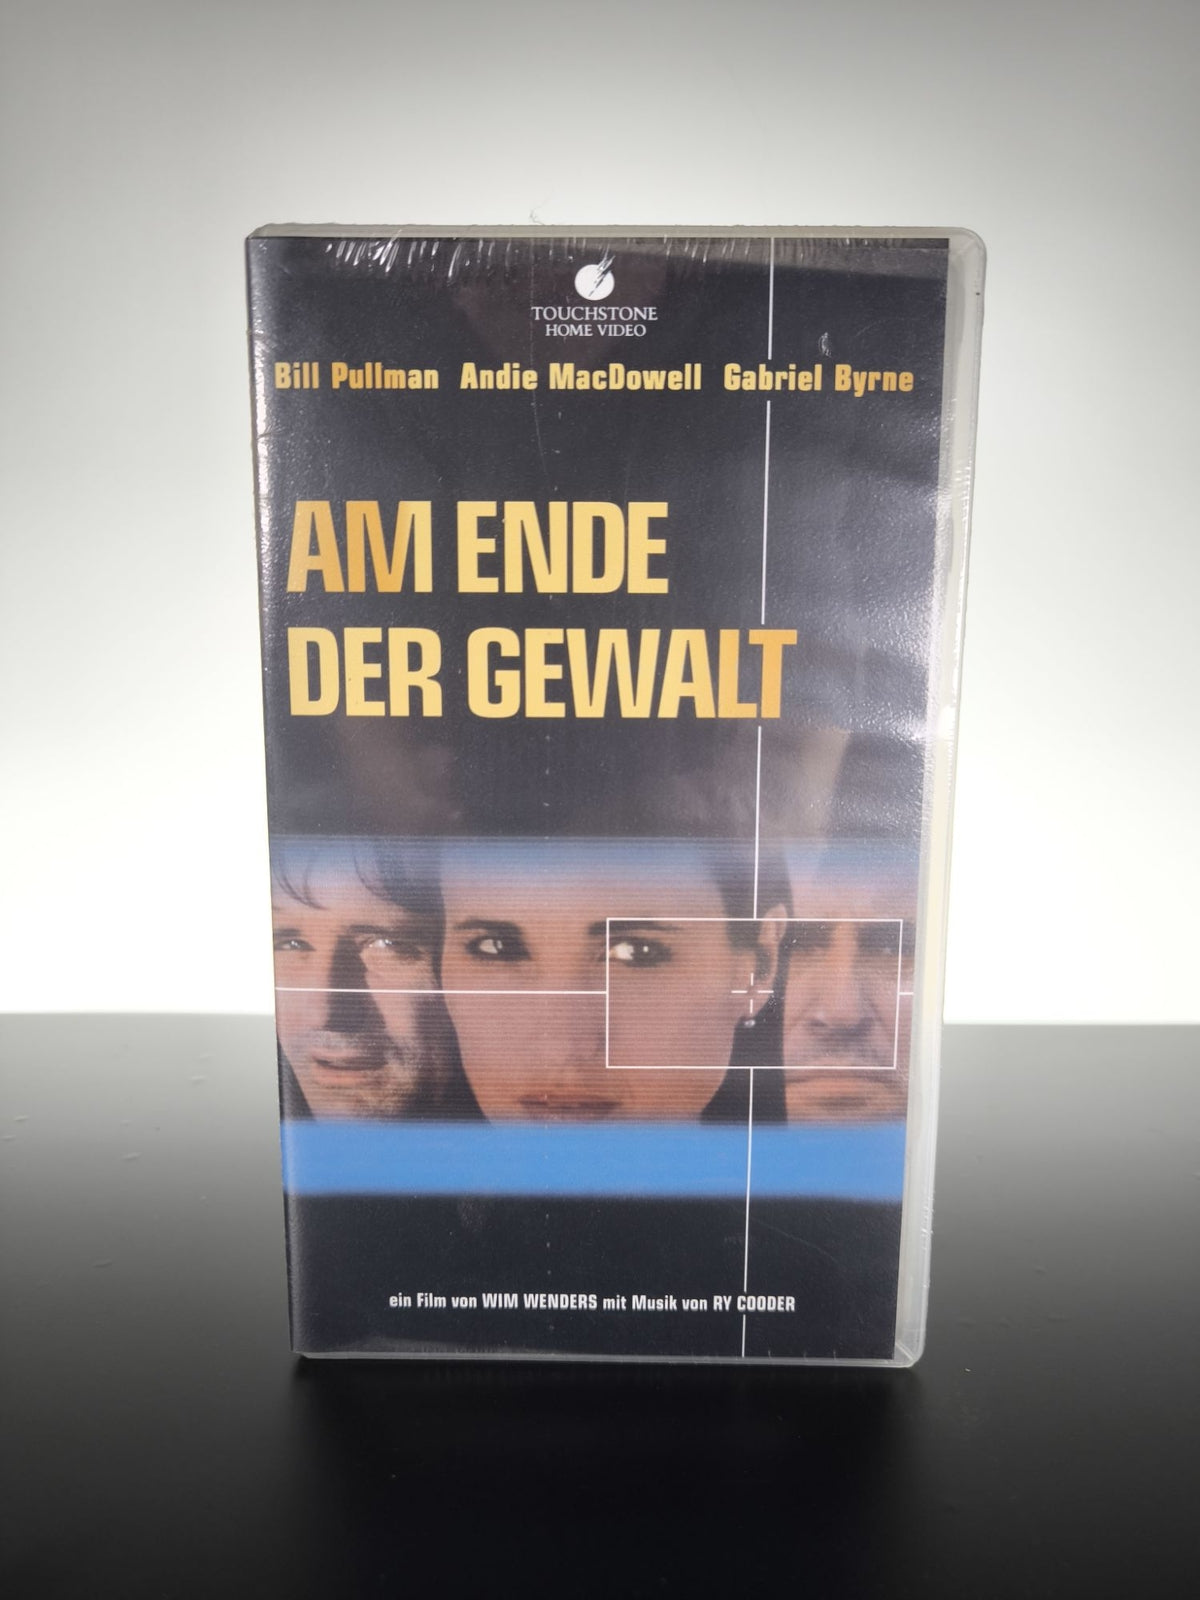 TOUCHSTONE
HOME VIDEO
Bill Pullman Andie MacDowell Gabriel Byrne
AM ENDE
DER GEWALT
ein Film von WIM WENDERS mit Musik von RY COODER